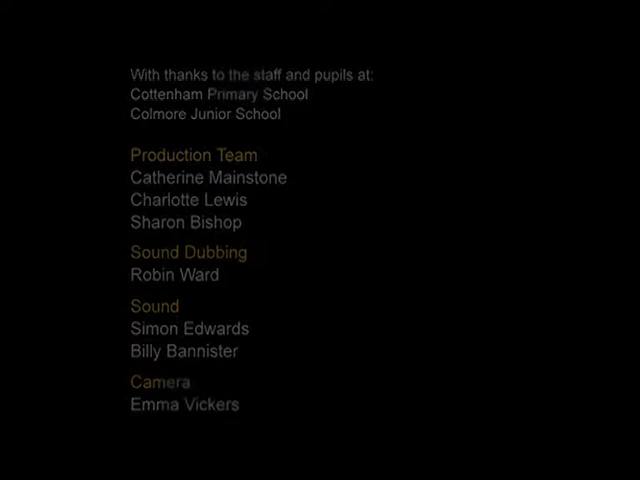 With thanks to the staff and pupils at:
Cottenham Primary School
Colmore Junior School
Production Team
Catherine Mainstone
Charlotte Lewis
Sharon Bishop
Sound Dubbing
Robin Ward
Sound
Simon Edwards
Billy Bannister
Camera
Emma Vickers